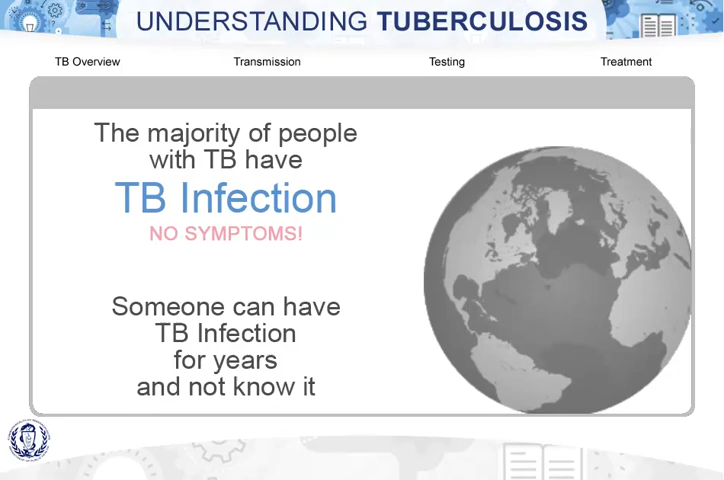 UNDERSTANDING TUBERCULOSIS
TB Overview
Transmission
Testing
Treatment
The majority of people
with TB have
TB Infection
NO SYMPTOMS!
Someone can have
TB Infection
for years
and not know it